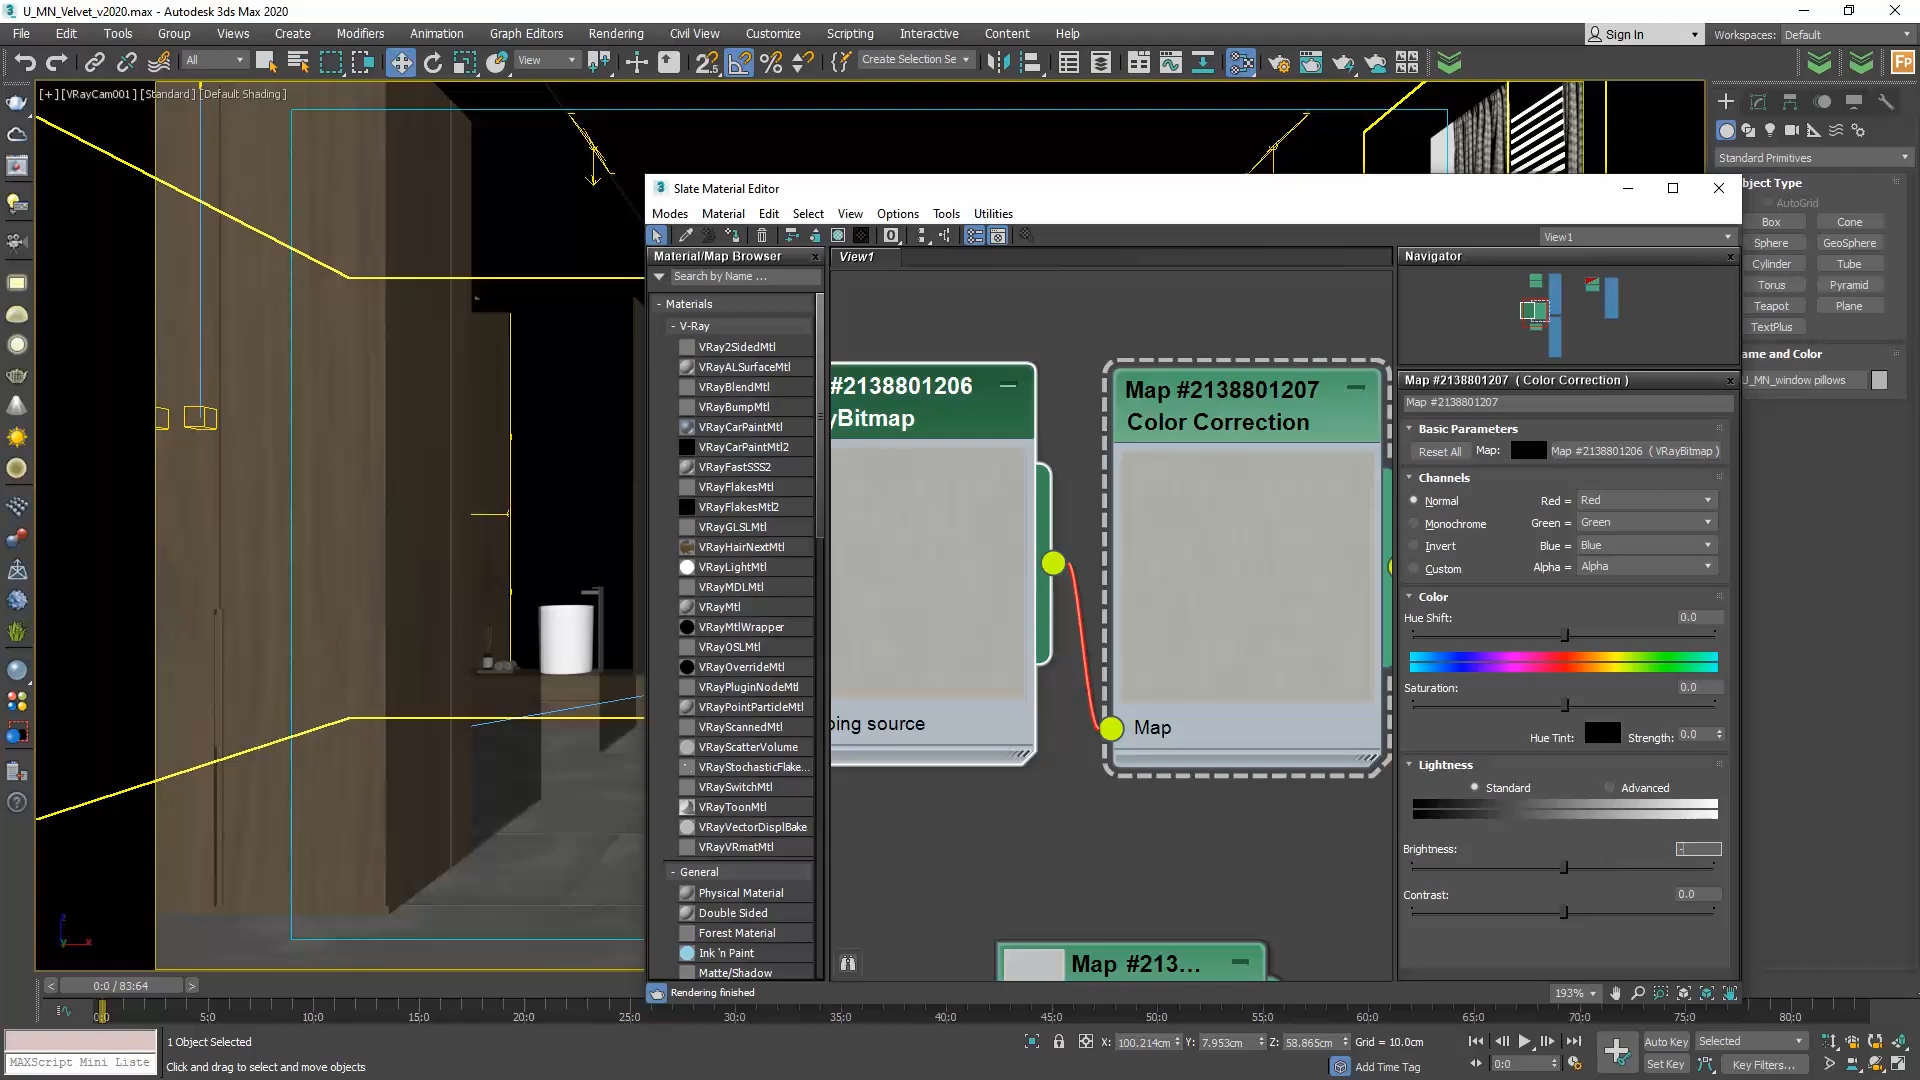 U_MN_Velvet_v2020.max - Autodesk 3ds Max 2020
File Edit Tools Group Views Create Modifiers Animation Graph Editors Rendering Civil View Customize Scripting Interactive Content Help
Sign In Workspaces: Default
All View Create Selection Se
[+] [VRayCam001] [Standard] [Default Shading]
Standard Primitives
bject Type
AutoGrid
Box Cone
Sphere GeoSphere
Cylinder Tube
Torus Pyramid
Teapot Plane
TextPlus
ame and Color
U_MN_window pillows
Slate Material Editor
Modes Material Edit Select View Options Tools Utilities
View1
Material/Map Browser
Search by Name ...
- Materials
- V-Ray
VRay2SidedMtl
VRayALSurfaceMtl
VRayBlendMtl
VRayBumpMtl
VRayCarPaintMtl
VRayCarPaintMtl2
VRayFastSSS2
VRayFlakesMtl
VRayFlakesMtl2
VRayGLSLMtl
VRayHairNextMtl
VRayLightMtl
VRayMDLMtl
VRayMtl
VRayMtlWrapper
VRayOSLMtl
VRayOverrideMtl
VRayPluginNodeMtl
VRayPointParticleMtl
VRayScannedMtl
VRayScatterVolume
VRayStochasticFlake...
VRaySwitchMtl
VRayToonMtl
VRayVectorDisplBake
VRayVRmatMtl
- General
Physical Material
Double Sided
Forest Material
Ink 'n Paint
Matte/Shadow
View1
#2138801206
yBitmap
ping source
Map #2138801207
Color Correction
Map
Map #213...
Navigator
Map #2138801207 ( Color Correction )
Map #2138801207
Basic Parameters
Reset All Map: Map #2138801206 ( VRayBitmap )
Channels
Normal Red = Red
Monochrome Green = Green
Invert Blue = Blue
Custom Alpha = Alpha
Color
Hue Shift: 0.0
Saturation: 0.0
Hue Tint: Strength: 0.0
Lightness
Standard Advanced
Brightness: -
Contrast: 0.0
Rendering finished
193%
< 0:0 / 83:64 >
0:0 5:0 10:0 15:0 20:0 25:0 30:0 35:0 40:0 45:0 50:0 55:0 60:0 65:0 70:0 75:0 80:0
1 Object Selected
X: 100.214cm Y: 7.953cm Z: 58.865cm Grid = 10.0cm
Auto Key Selected
MAXScript Mini Liste
Click and drag to select and move objects
Add Time Tag
0:0
Set Key Key Filters...